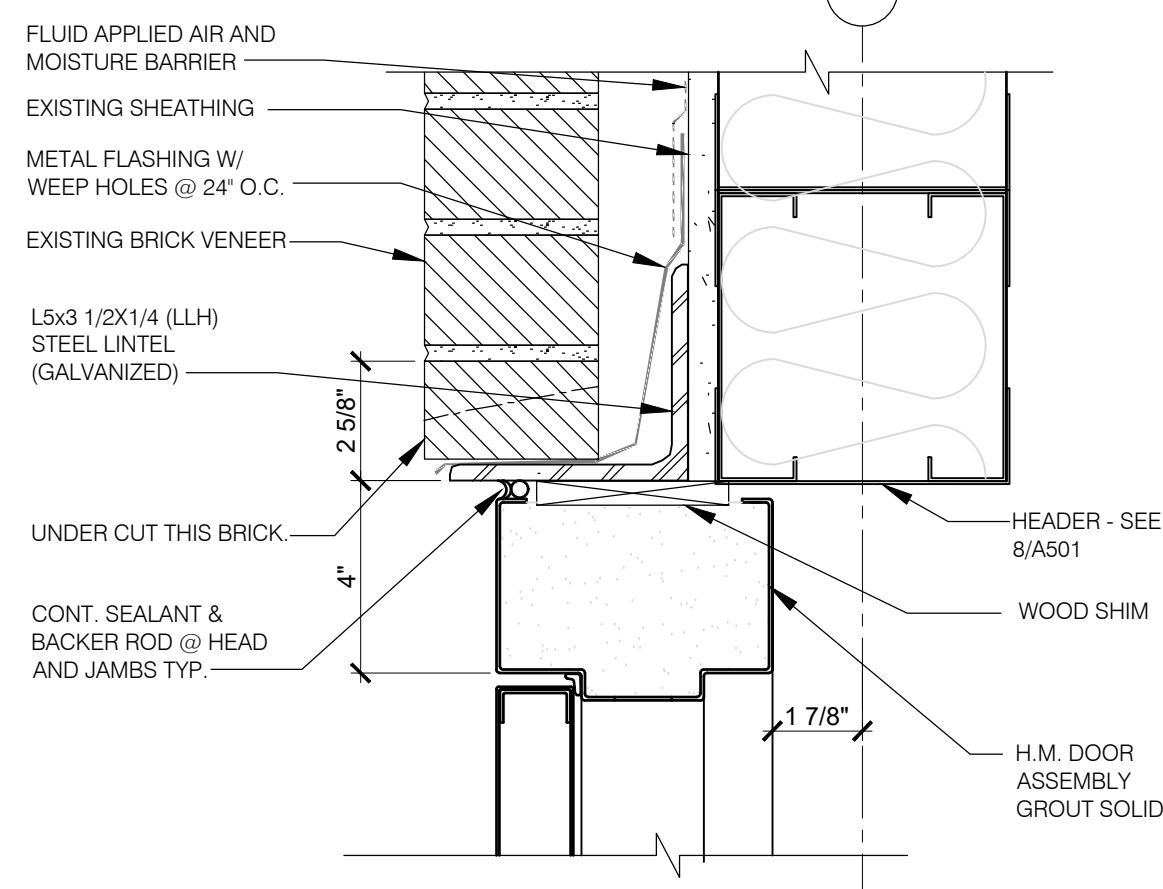 FLUID APPLIED AIR AND
MOISTURE BARRIER
EXISTING SHEATHING
METAL FLASHING W/
WEEP HOLES @ 24" O.C.
EXISTING BRICK VENEER
L5x3 1/2X1/4 (LLH)
STEEL LINTEL
(GALVANIZED)
2 5/8"
UNDER CUT THIS BRICK.
4"
CONT. SEALANT &
BACKER ROD @ HEAD
AND JAMBS TYP.
HEADER - SEE
8/A501
WOOD SHIM
1 7/8"
H.M. DOOR
ASSEMBLY
GROUT SOLID